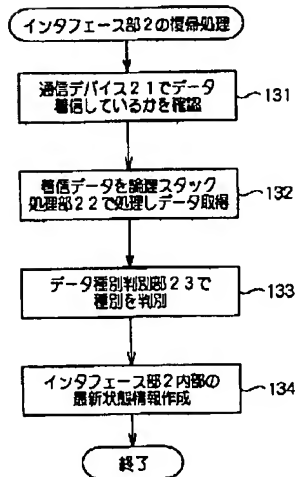 インタフェース部2の復帰処理
通信デバイス21でデータ
着信しているかを確認
131
着信データを論理スタック
処理部22で処理しデータ取得
132
データ種別判別部23で
種別を判別
133
インタフェース部2内部の
最新状態情報作成
134
終了